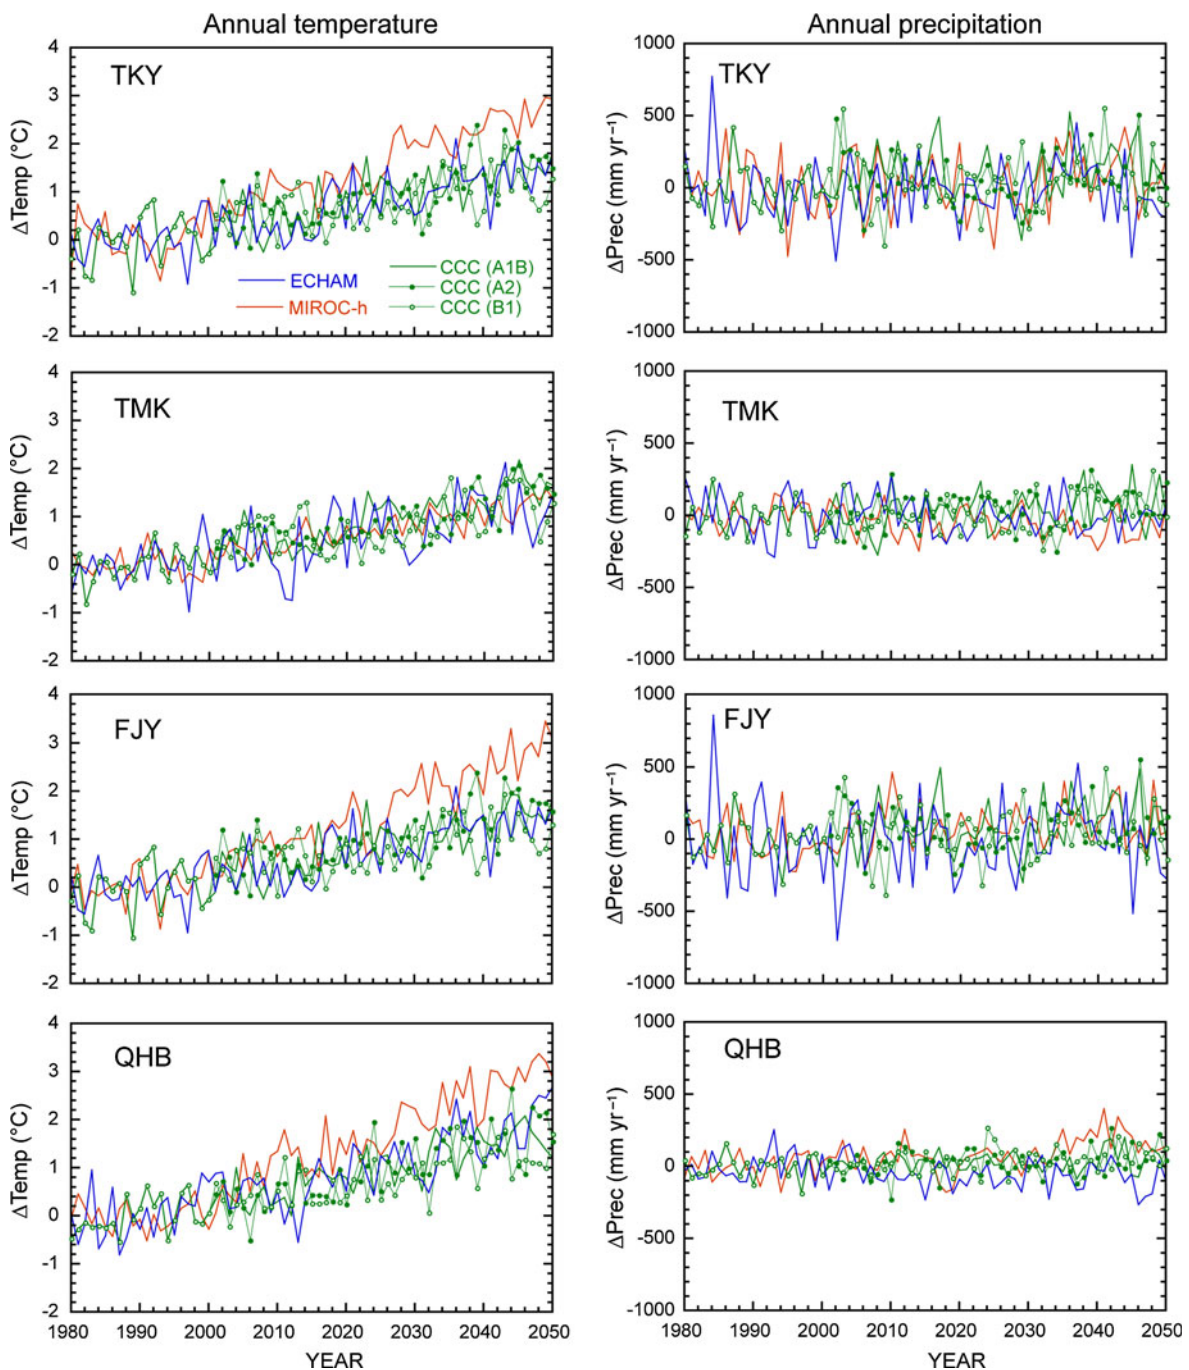 Annual temperature
Annual precipitation
4
3
2
1
0
-1
-2
ΔTemp (°C)
TKY
ECHAM
MIROC-h
CCC (A1B)
CCC (A2)
CCC (B1)
1000
500
0
-500
-1000
ΔPrec (mm yr⁻¹)
TKY
4
3
2
1
0
-1
-2
ΔTemp (°C)
TMK
1000
500
0
-500
-1000
ΔPrec (mm yr⁻¹)
TMK
4
3
2
1
0
-1
-2
ΔTemp (°C)
FJY
1000
500
0
-500
-1000
ΔPrec (mm yr⁻¹)
FJY
4
3
2
1
0
-1
-2
ΔTemp (°C)
QHB
1980 1990 2000 2010 2020 2030 2040 2050
YEAR
1000
500
0
-500
-1000
ΔPrec (mm yr⁻¹)
QHB
1980 1990 2000 2010 2020 2030 2040 2050
YEAR